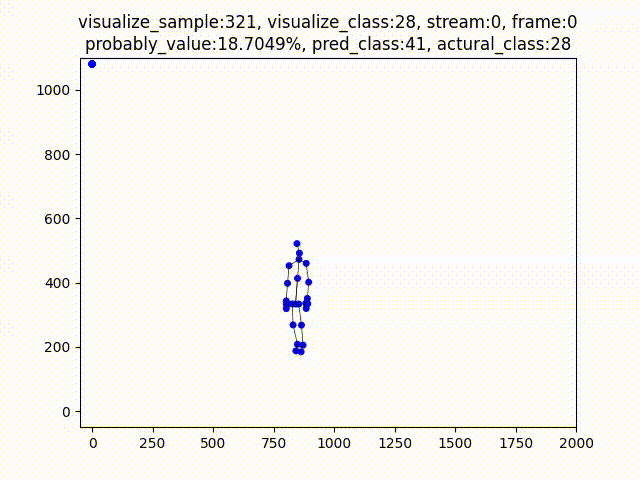 visualize_sample:321, visualize_class:28, stream:0, frame:0
probably_value:18.7049%, pred_class:41, actural_class:28
1000
800
600
400
200
0
0 250 500 750 1000 1250 1500 1750 2000